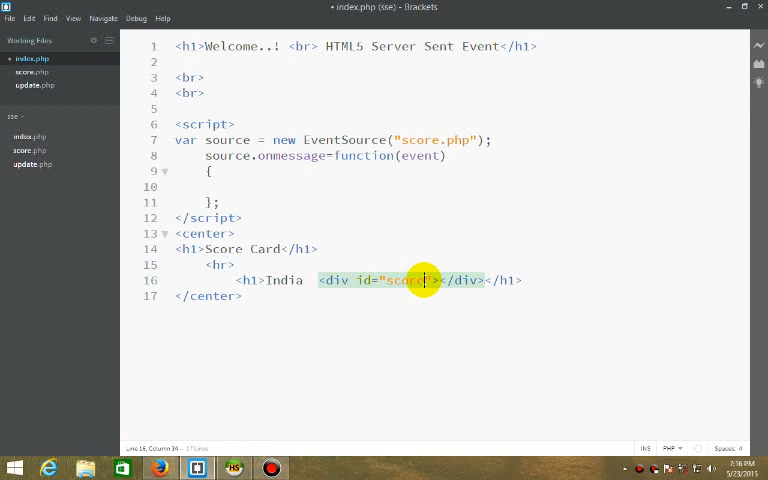 • index.php (sse) - Brackets
File Edit Find View Navigate Debug Help
Working Files
• index.php
score.php
update.php
sse
index.php
score.php
update.php
1 <h1>Welcome..! <br> HTML5 Server Sent Event</h1>
2
3 <br>
4 <br>
5
6 <script>
7 var source = new EventSource("score.php");
8 source.onmessage=function(event)
9 {
10
11 };
12 </script>
13 <center>
14 <h1>Score Card</h1>
15 <hr>
16 <h1>India <div id="score"></div></h1>
17 </center>
Line 16, Column 34 — 17 Lines
INS PHP Spaces: 4
HS
7:16 PM
5/23/2015